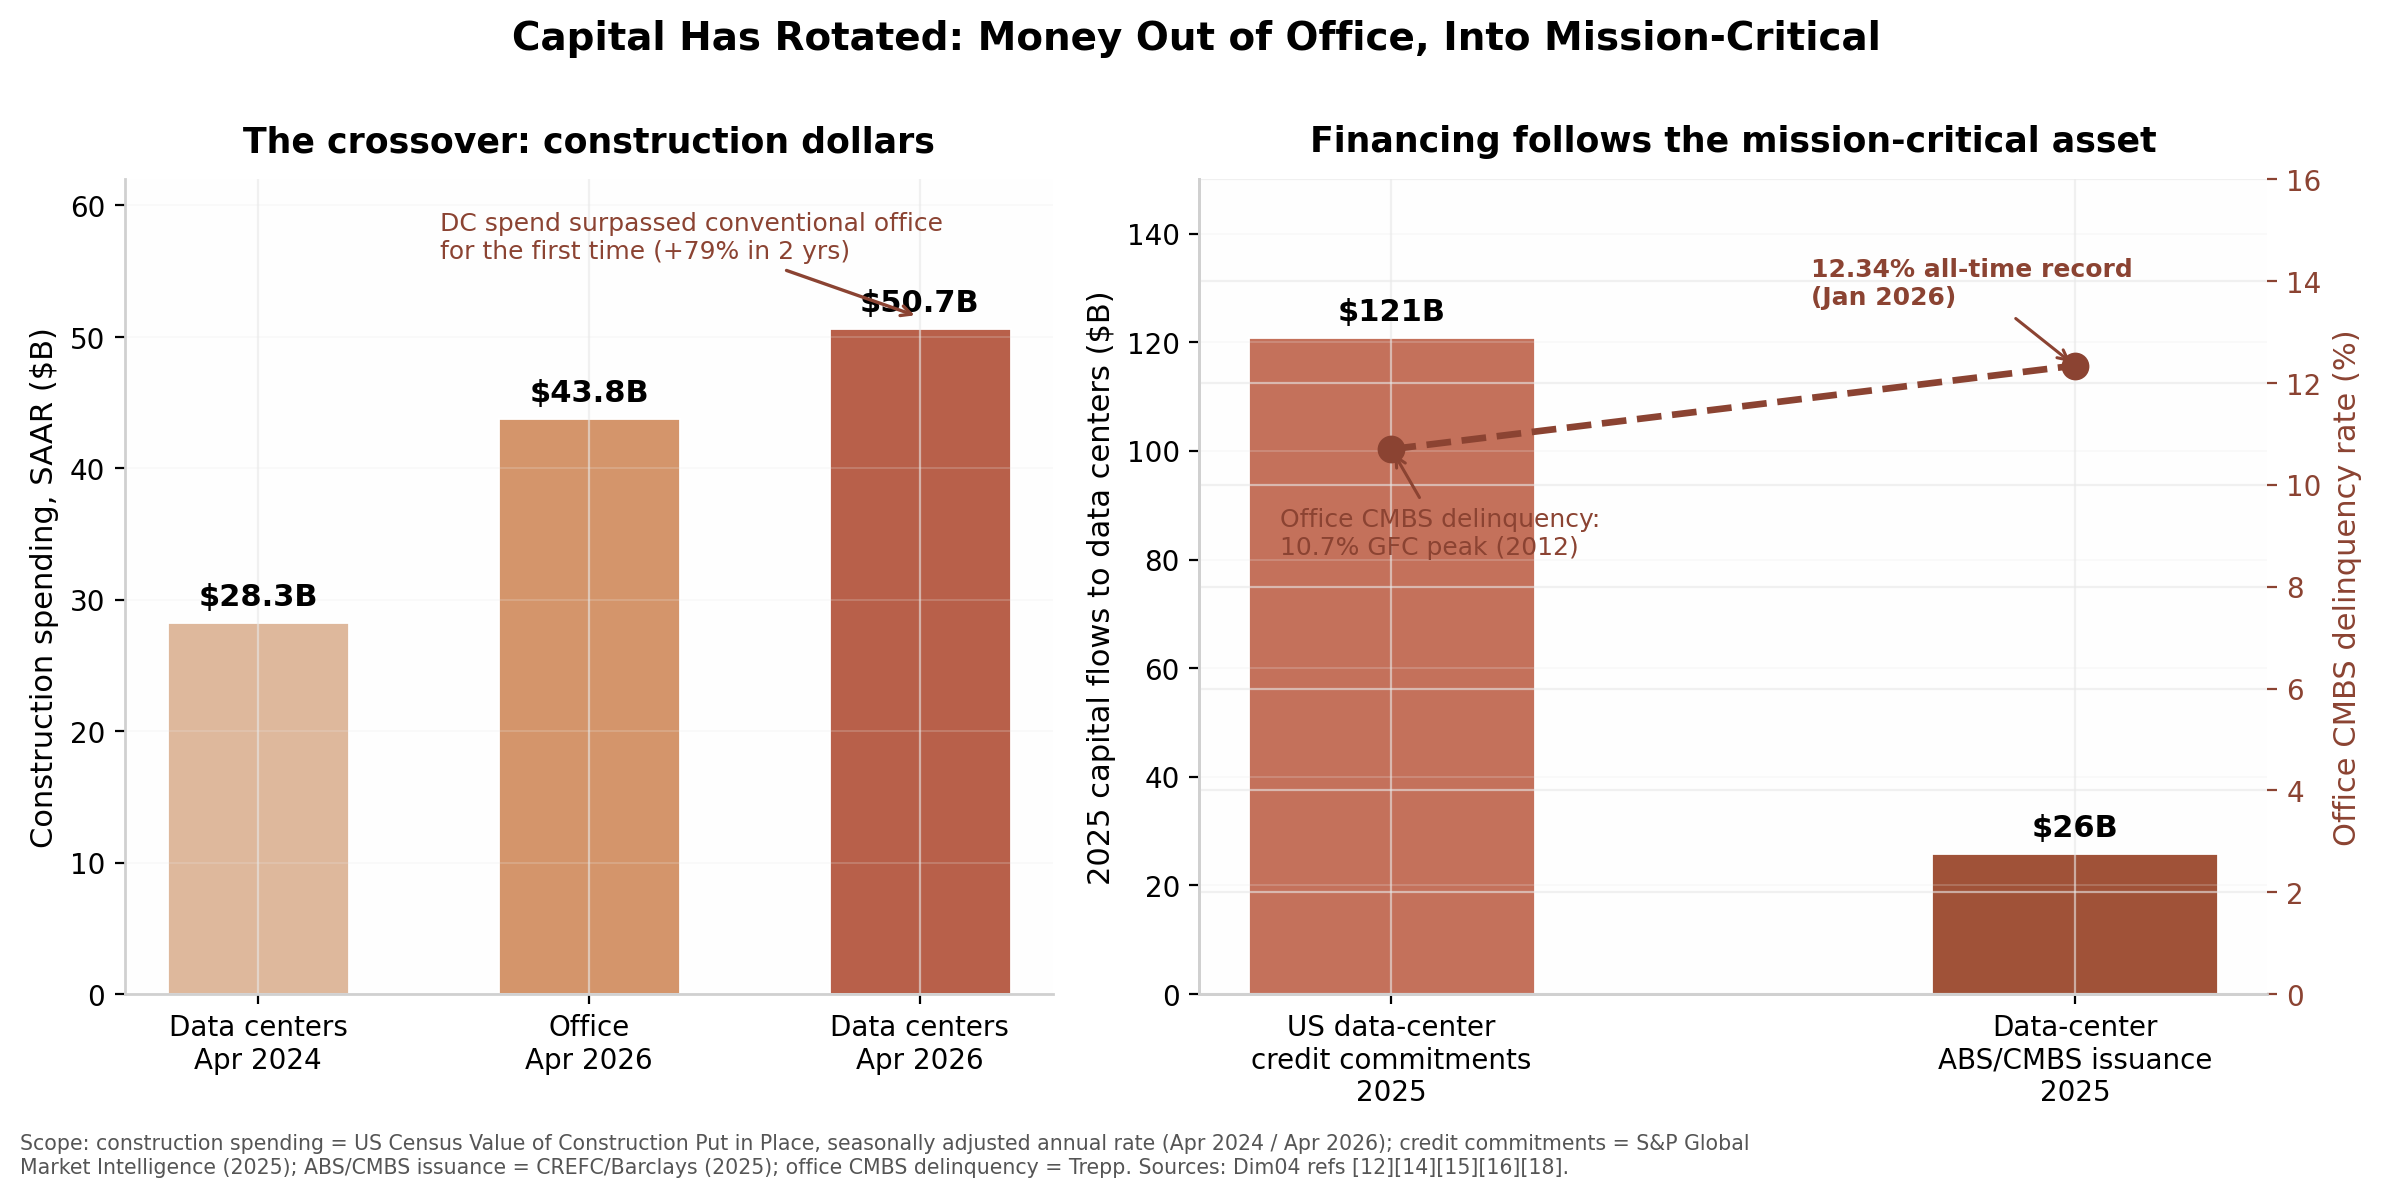 Capital Has Rotated: Money Out of Office, Into Mission-Critical
The crossover: construction dollars
Construction spending, SAAR ($B)
60
50
40
30
20
10
0
DC spend surpassed conventional office
for the first time (+79% in 2 yrs)
$28.3B
$43.8B
$50.7B
Data centers
Apr 2024
Office
Apr 2026
Data centers
Apr 2026
Financing follows the mission-critical asset
2025 capital flows to data centers ($B)
140
120
100
80
60
40
20
0
$121B
12.34% all-time record
(Jan 2026)
Office CMBS delinquency:
10.7% GFC peak (2012)
$26B
16
14
12
10
8
6
4
2
0
Office CMBS delinquency rate (%)
US data-center
credit commitments
2025
Data-center
ABS/CMBS issuance
2025
Scope: construction spending = US Census Value of Construction Put in Place, seasonally adjusted annual rate (Apr 2024 / Apr 2026); credit commitments = S&P Global
Market Intelligence (2025); ABS/CMBS issuance = CREFC/Barclays (2025); office CMBS delinquency = Trepp. Sources: Dim04 refs [12][14][15][16][18].